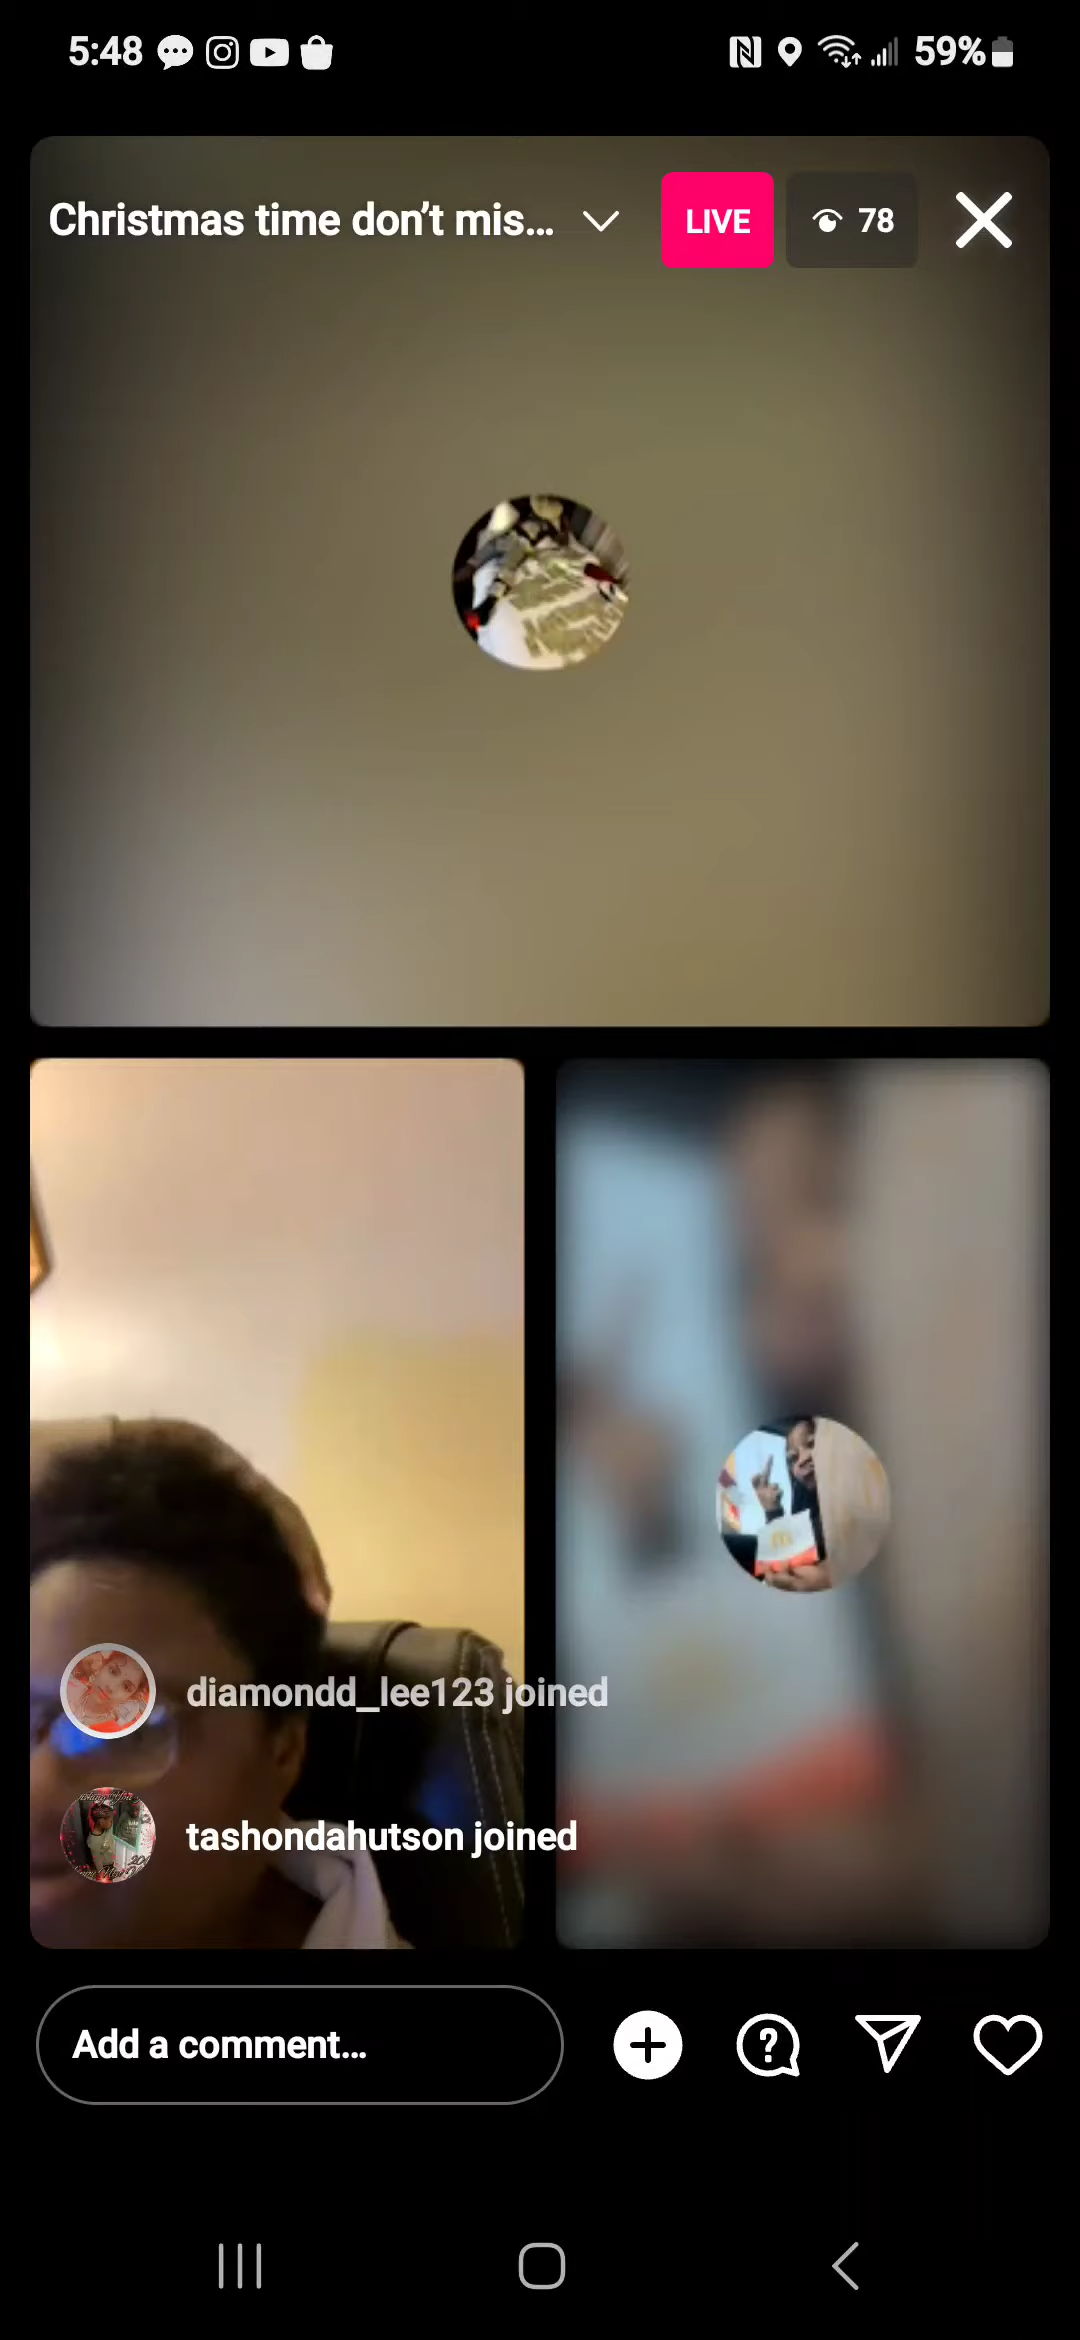 5:48
59%
Christmas time don't mis...
LIVE
78
diamondd_lee123 joined
tashondahutson joined
Add a comment...